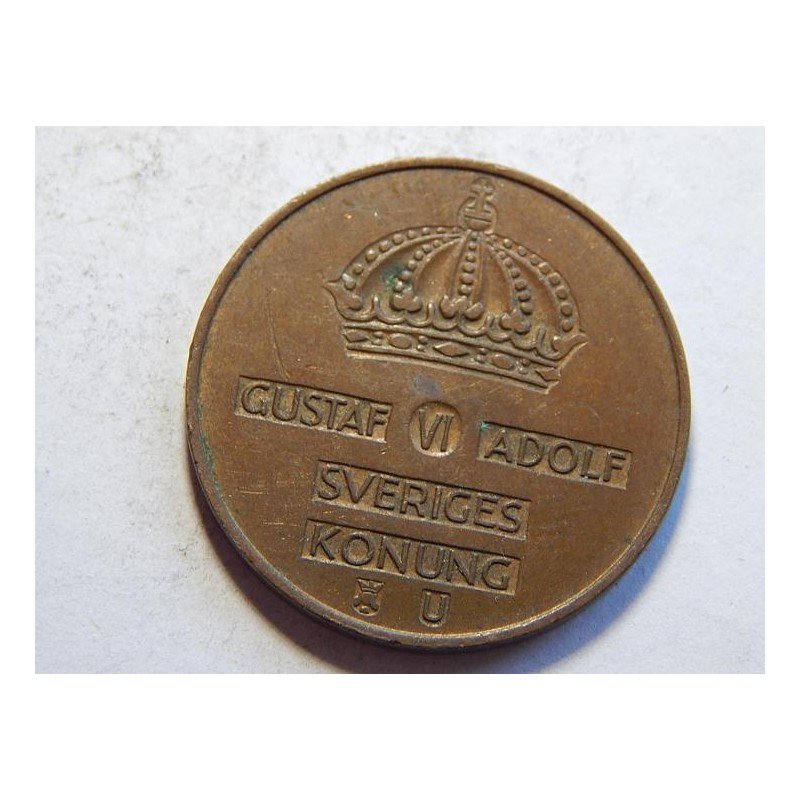 GUSTAF VI ADOLF
SVERIGES
KONUNG
U